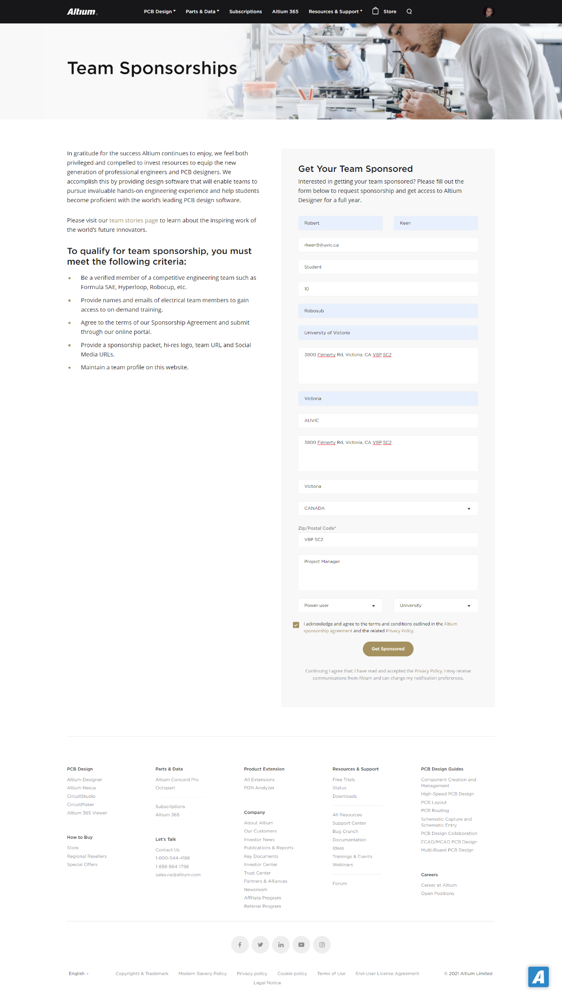 Altium
PCB Design
Parts & Data
Subscriptions
Altium 365
Resources & Support
Store
Team Sponsorships
In gratitude for the success Altium continues to enjoy, we feel both
privileged and compelled to invest resources to equip the new
generation of professional engineers and PCB designers. We
accomplish this by providing design software that will enable teams to
pursue invaluable hands-on engineering experience and help students
become proficient with the world's leading PCB design software.
Please visit our team stories page to learn about the inspiring work of
the world's future innovators.
To qualify for team sponsorship, you must
meet the following criteria:
Be a verified member of a competitive engineering team such as
Formula SAE, Hyperloop, Robocup, etc.
Provide names and emails of electrical team members to gain
access to on-demand training.
Agree to the terms of our Sponsorship Agreement and submit
through our online portal.
Provide a sponsorship packet, hi-res logo, team URL and Social
Media URLs.
Maintain a team profile on this website.
Get Your Team Sponsored
Interested in getting your team sponsored? Please fill out the
form below to request sponsorship and get access to Altium
Designer for a full year.
Robert
Keen
rkeen9@uvic.ca
Student
10
Robosub
University of Victoria
3800 Finnerty Rd, Victoria, CA V8P 5C2
Victoria
AUVIC
3800 Finnerty Rd, Victoria, CA V8P 5C2
Victoria
CANADA
Zip/Postal Code*
V8P 5C2
Project Manager
Power user
University
I acknowledge and agree to the terms and conditions outlined in the Altium
sponsorship agreement and the related Privacy Policy.
Get Sponsored
Continuing I agree that: I have read and accepted the Privacy Policy. I may receive
communications from Altium and can change my notification preferences.
PCB Design
Altium Designer
Altium Nexus
CircuitStudio
CircuitMaker
Altium 365 Viewer
How to Buy
Store
Regional Resellers
Special Offers
Parts & Data
Altium Concord Pro
Octopart
Subscriptions
Altium 365
Let's Talk
Contact Us
1-800-544-4186
1-858-864-1798
sales.na@altium.com
Product Extension
All Extensions
PDN Analyzer
Company
About Altium
Our Customers
Investor News
Publications & Reports
Key Documents
Investor Center
Trust Center
Partners & Alliances
Newsroom
Affiliate Program
Referral Program
Resources & Support
Free Trials
Status
Downloads
All Resources
Support Center
Bug Crunch
Documentation
Ideas
Trainings & Events
Webinars
Forum
PCB Design Guides
Component Creation and
Management
High-Speed PCB Design
PCB Layout
PCB Routing
Schematic Capture and
Schematic Entry
PCB Design Collaboration
ECAD/MCAD PCB Design
Multi-Board PCB Design
Careers
Career at Altium
Open Positions
English
Copyrights & Trademark
Modern Slavery Policy
Privacy policy
Cookie policy
Terms of Use
End-User License Agreement
Legal Notice
© 2021 Altium Limited